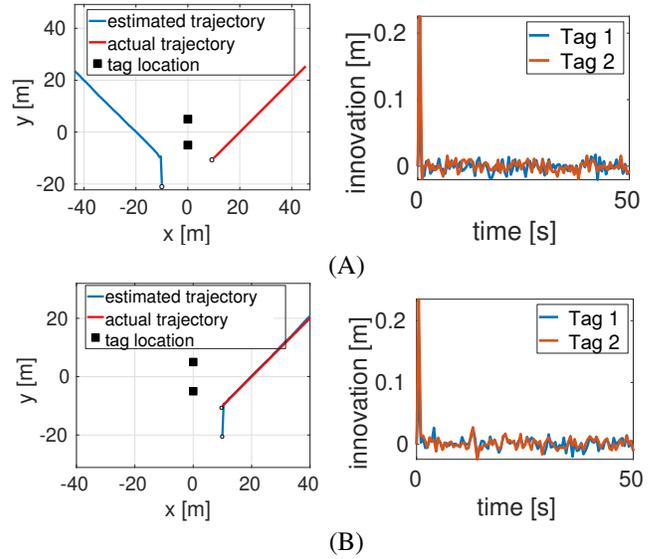 estimated trajectory
actual trajectory
tag location
y [m]
40
20
0
-20
-40 -20 0 20 40
x [m]
Tag 1
Tag 2
innovation [m]
0.2
0.1
0
0 50
time [s]
(A)
estimated trajectory
actual trajectory
tag location
y [m]
20
0
-20
-40 -20 0 20 40
x [m]
Tag 1
Tag 2
innovation [m]
0.2
0.1
0
0 50
time [s]
(B)